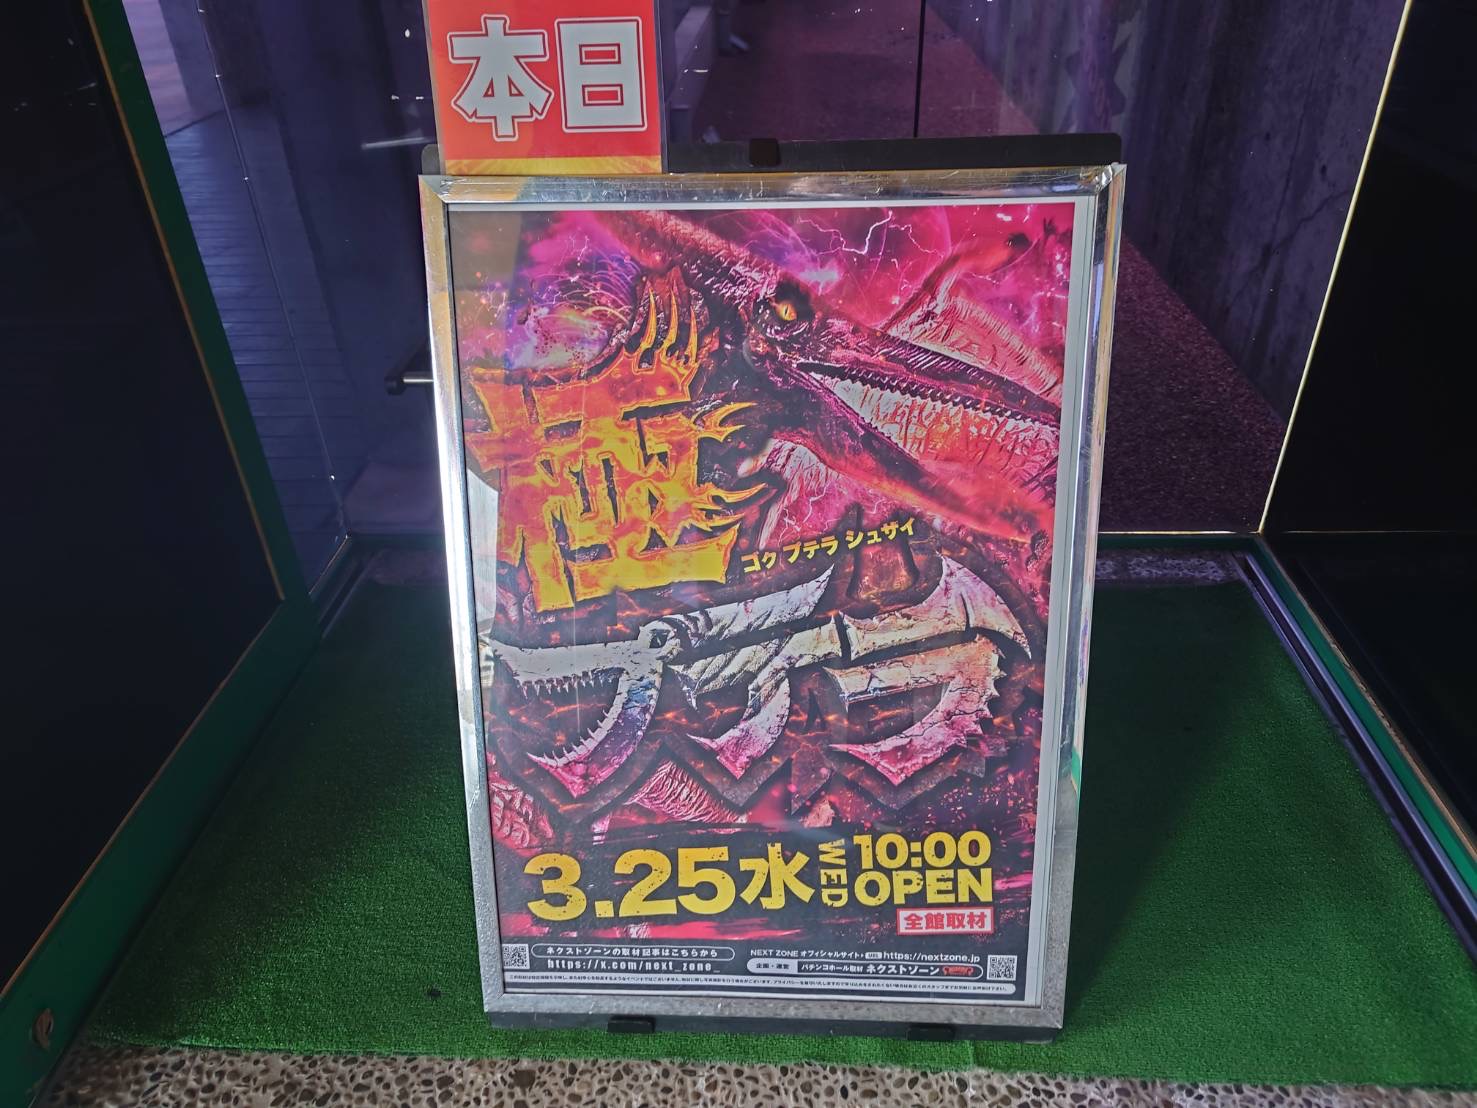 本日
極
ゴク プテラ シュザイ
プテラ
3.25水
WED
10:00
OPEN
全館取材
ネクストゾーンの取材記事はこちらから
https://x.com/next_zone_
NEXT ZONE オフィシャルサイト URL https://nextzone.jp
企画・運営 パチンコホール取材 ネクストゾーン